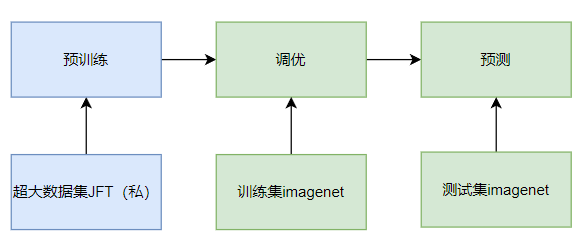 预训练
调优
预测
超大数据集JFT（私）
训练集imagenet
测试集imagenet